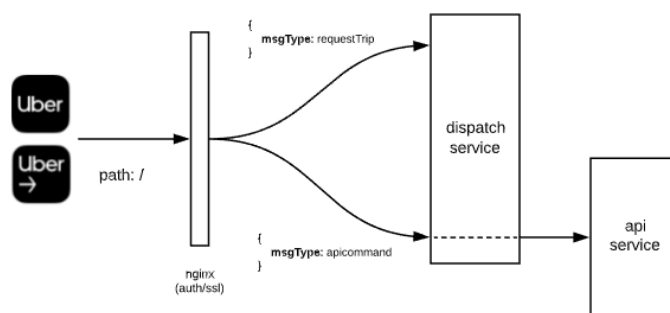 {
msgType: requestTrip
}
Uber
Uber
→
path: /
dispatch
service
api
service
{
msgType: apicommand
}
nginx
(auth/ssl)